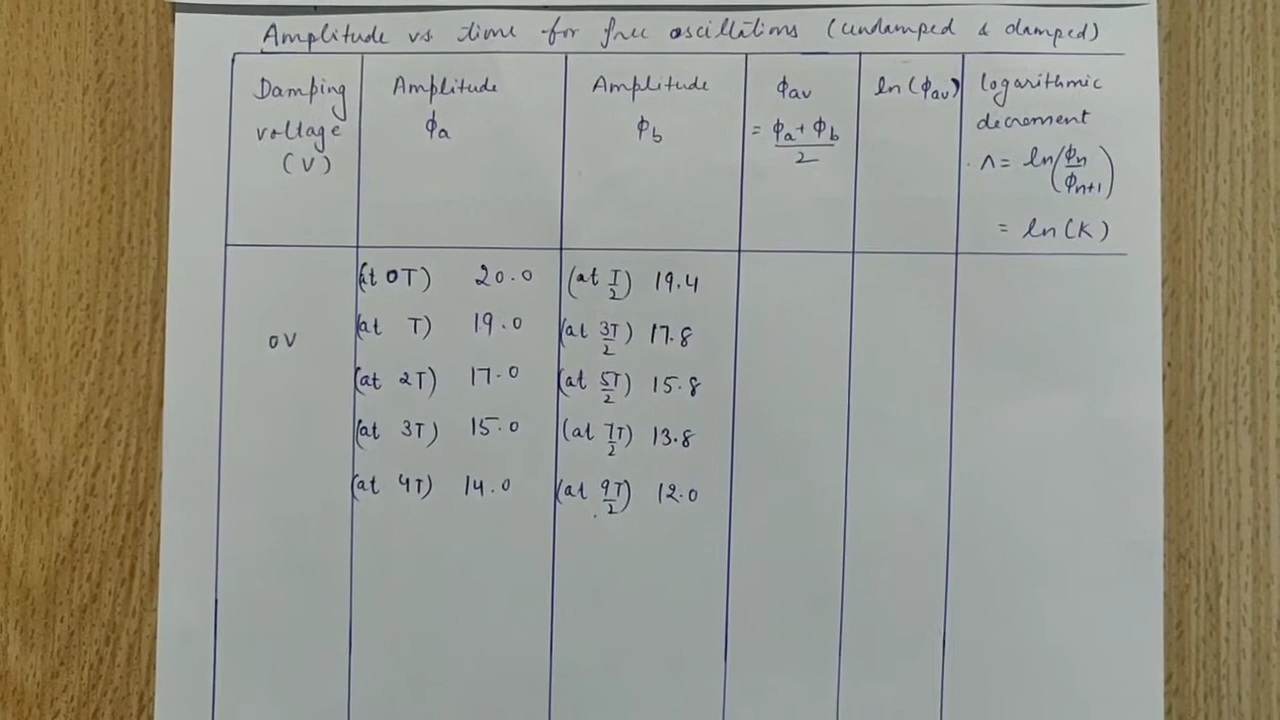 Amplitude vs. time for free oscillations (undamped & damped)
Damping voltage (V) | Amplitude ϕa | Amplitude ϕb | ϕav = (ϕa + ϕb)/2 | ln(ϕav) | logarithmic decrement Λ = ln(ϕn/ϕn+1) = ln(K)
(at 0T) 20.0 (at T/2) 19.4
0V (at T) 19.0 (at 3T/2) 17.8
(at 2T) 17.0 (at 5T/2) 15.8
(at 3T) 15.0 (at 7T/2) 13.8
(at 4T) 14.0 (at 9T/2) 12.0